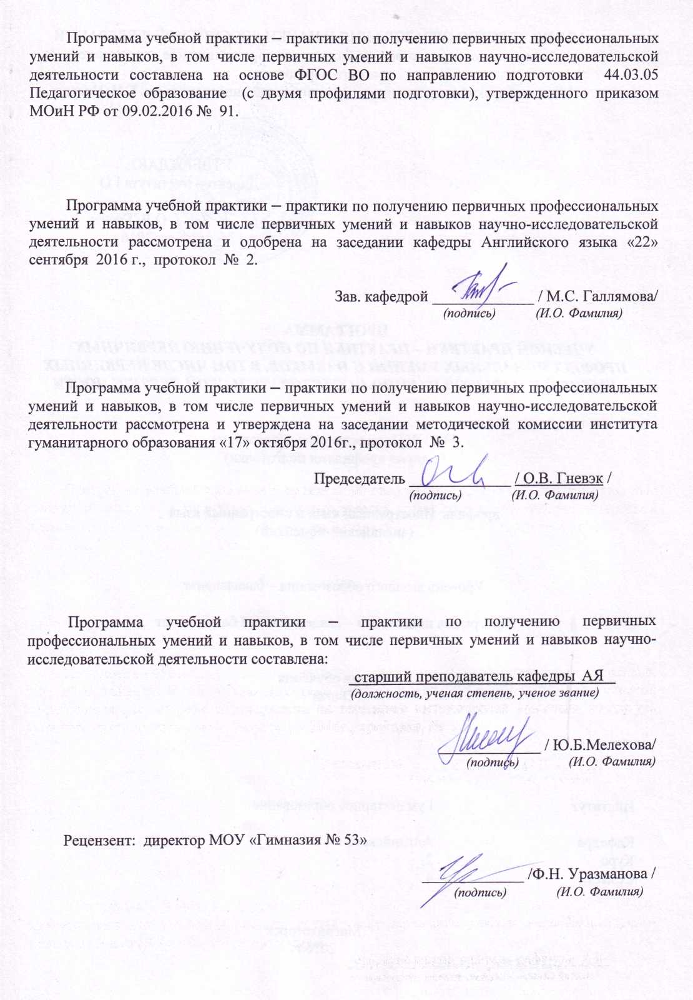 Программа учебной практики – практики по получению первичных профессиональных
умений и навыков, в том числе первичных умений и навыков научно-исследовательской
деятельности составлена на основе ФГОС ВО по направлению подготовки 44.03.05
Педагогическое образование (с двумя профилями подготовки), утвержденного приказом
МОиН РФ от 09.02.2016 № 91.
Программа учебной практики – практики по получению первичных профессиональных
умений и навыков, в том числе первичных умений и навыков научно-исследовательской
деятельности рассмотрена и одобрена на заседании кафедры Английского языка «22»
сентября 2016 г., протокол № 2.
Зав. кафедрой _____________ / М.С. Галлямова/
(подпись) (И.О. Фамилия)
Программа учебной практики – практики по получению первичных профессиональных
умений и навыков, в том числе первичных умений и навыков научно-исследовательской
деятельности рассмотрена и утверждена на заседании методической комиссии института
гуманитарного образования «17» октября 2016г., протокол № 3.
Председатель _____________ / О.В. Гневэк /
(подпись) (И.О. Фамилия)
Программа учебной практики – практики по получению первичных
профессиональных умений и навыков, в том числе первичных умений и навыков научно-
исследовательской деятельности составлена:
старший преподаватель кафедры АЯ
(должность, ученая степень, ученое звание)
_____________ / Ю.Б.Мелехова/
(подпись) (И.О. Фамилия)
Рецензент: директор МОУ «Гимназия № 53»
_____________ /Ф.Н. Уразманова /
(подпись) (И.О. Фамилия)